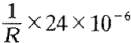 1/R × 24 × 10⁻⁶